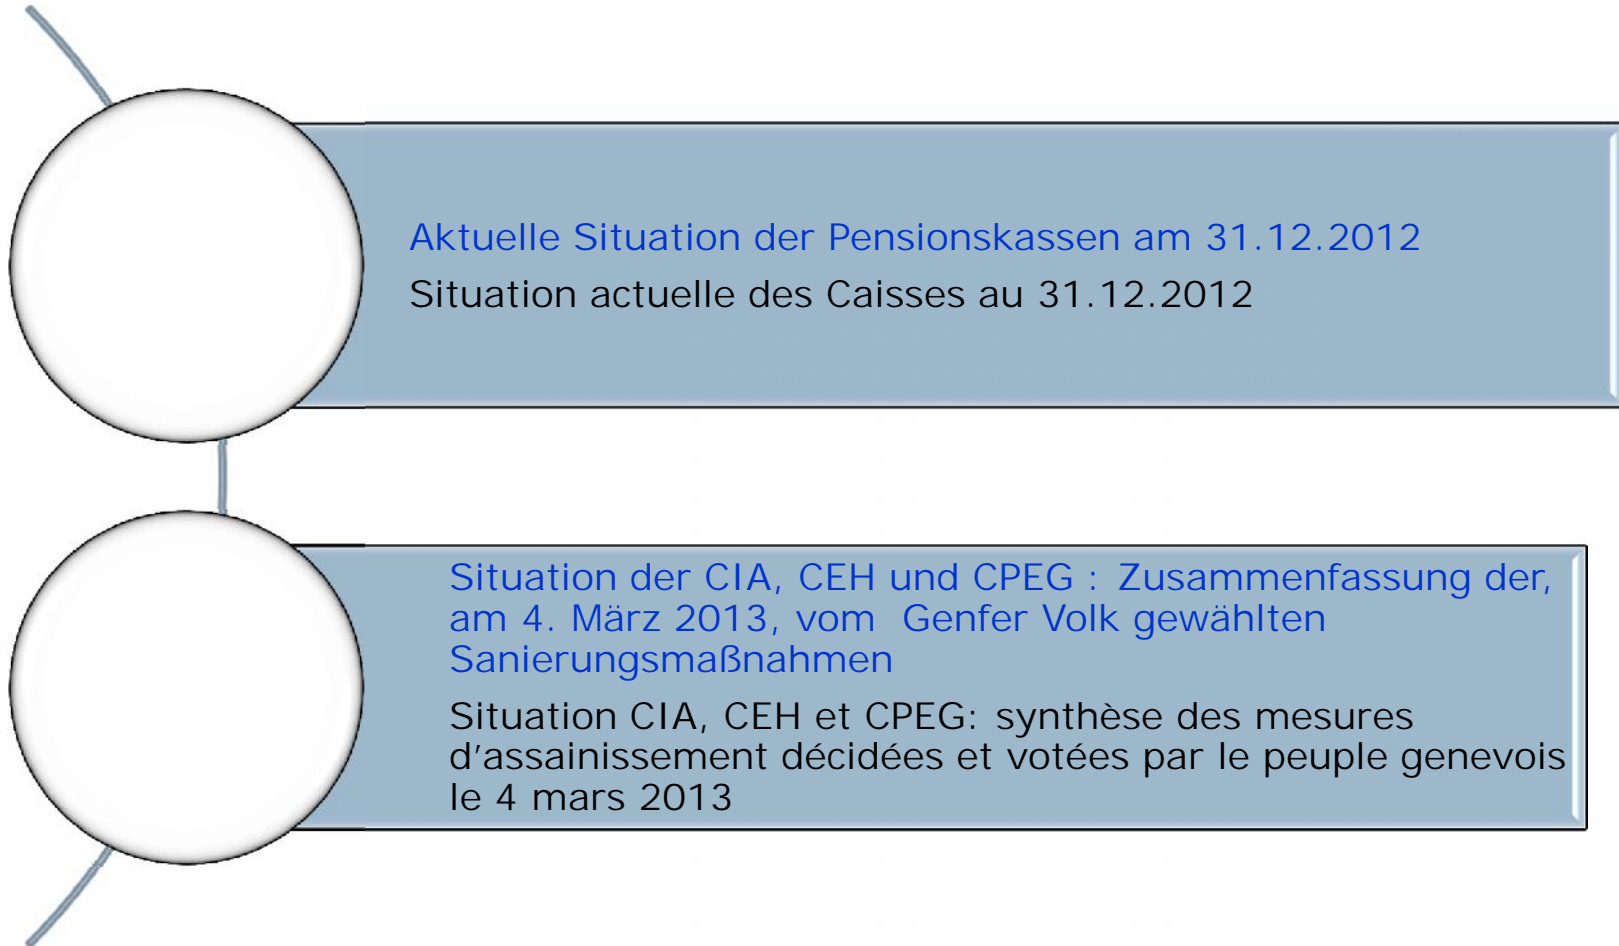 Aktuelle Situation der Pensionskassen am 31.12.2012
Situation actuelle des Caisses au 31.12.2012
Situation der CIA, CEH und CPEG : Zusammenfassung der,
am 4. März 2013, vom  Genfer Volk gewählten
Sanierungsmaßnahmen
Situation CIA, CEH et CPEG: synthèse des mesures
d’assainissement décidées et votées par le peuple genevois
le 4 mars 2013